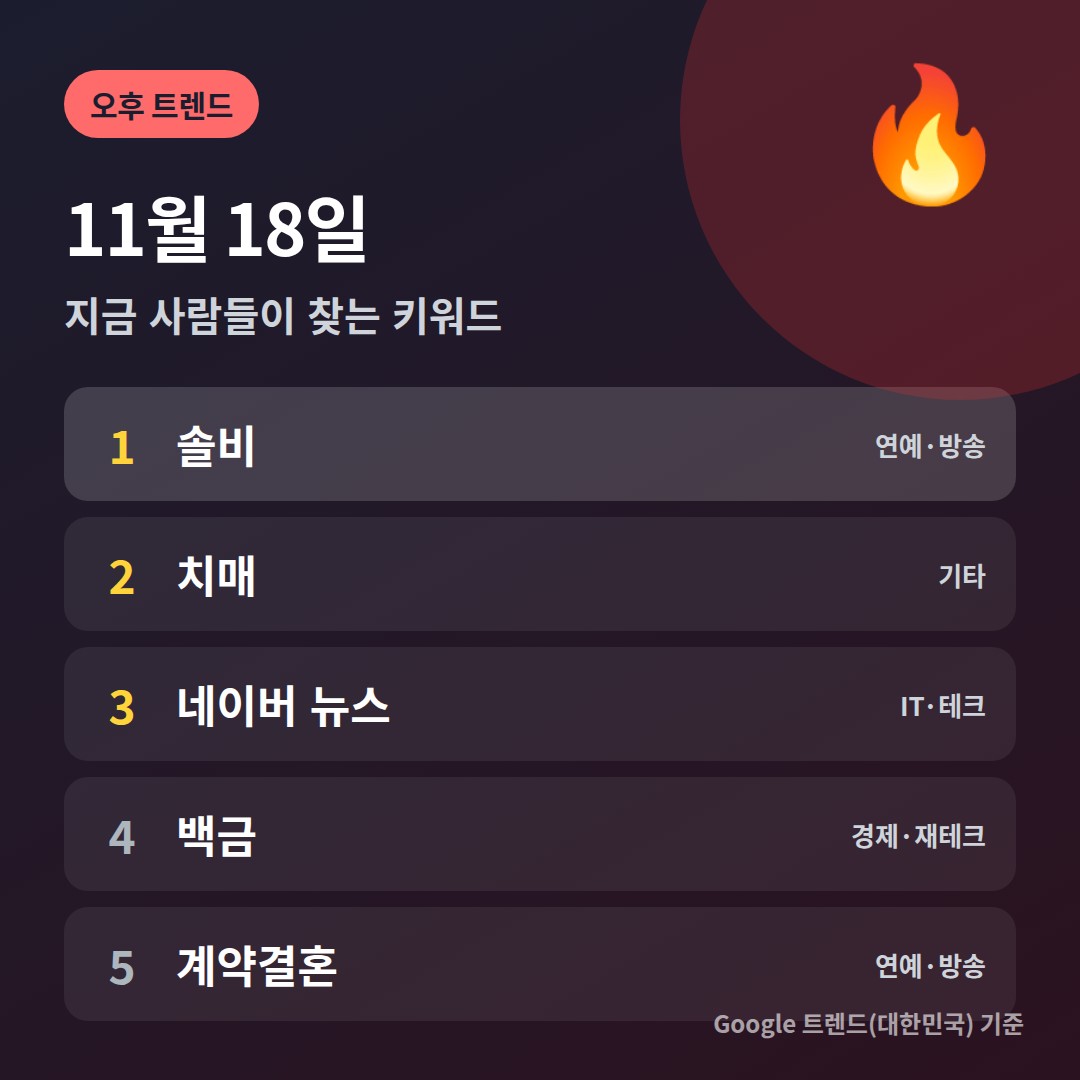 오후 트렌드
11월 18일
지금 사람들이 찾는 키워드
1 솔비 연예·방송
2 치매 기타
3 네이버 뉴스 IT·테크
4 백금 경제·재테크
5 계약결혼 연예·방송
Google 트렌드(대한민국) 기준